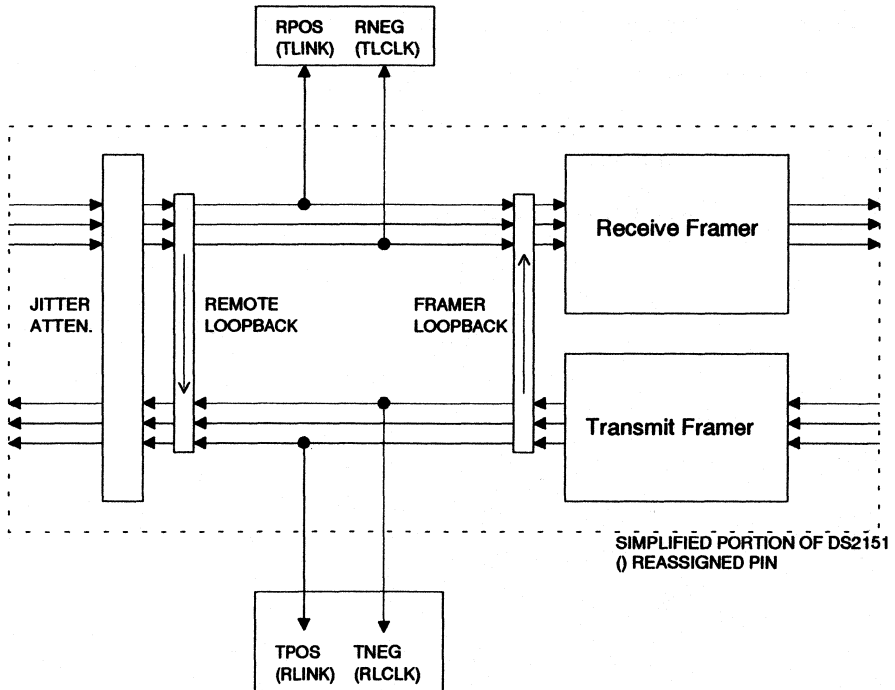 RPOS RNEG
(TLINK) (TLCLK)
Receive Framer
JITTER
ATTEN.
REMOTE
LOOPBACK
FRAMER
LOOPBACK
Transmit Framer
SIMPLIFIED PORTION OF DS2151
() REASSIGNED PIN
TPOS TNEG
(RLINK) (RLCLK)